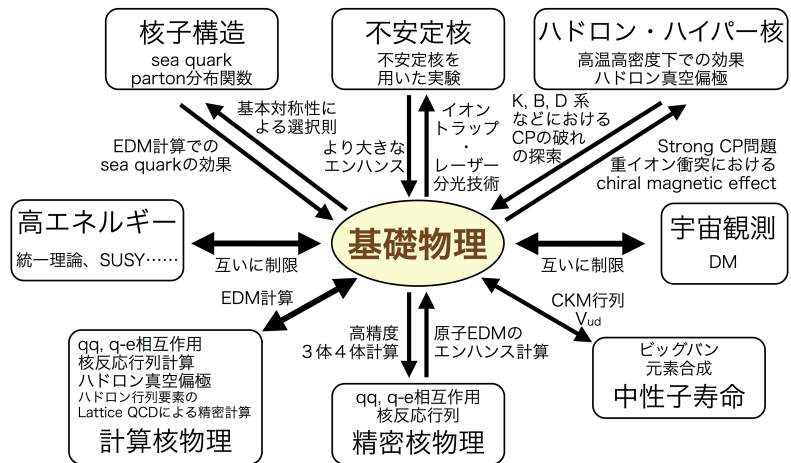 核子構造
sea quark
parton分布関数
不安定核
不安定核を
用いた実験
ハドロン・ハイパー核
高温高密度下での効果
ハドロン真空偏極
EDM計算での
sea quarkの効果
基本対称性に
よる選択則
より大きな
エンハンス
イオン
トラップ
・
レーザー
分光技術
K, B, D 系
などにおける
CPの破れ
の探索
Strong CP問題
重イオン衝突における
chiral magnetic effect
高エネルギー
統一理論、SUSY……
互いに制限
基礎物理
互いに制限
宇宙観測
DM
EDM計算
高精度
３体４体計算
原子EDMの
エンハンス計算
CKM行列
Vud
qq, q-e相互作用
核反応行列計算
ハドロン真空偏極
ハドロン行列要素の
Lattice QCDによる精密計算
計算核物理
qq, q-e相互作用
核反応行列
精密核物理
ビッグバン
元素合成
中性子寿命